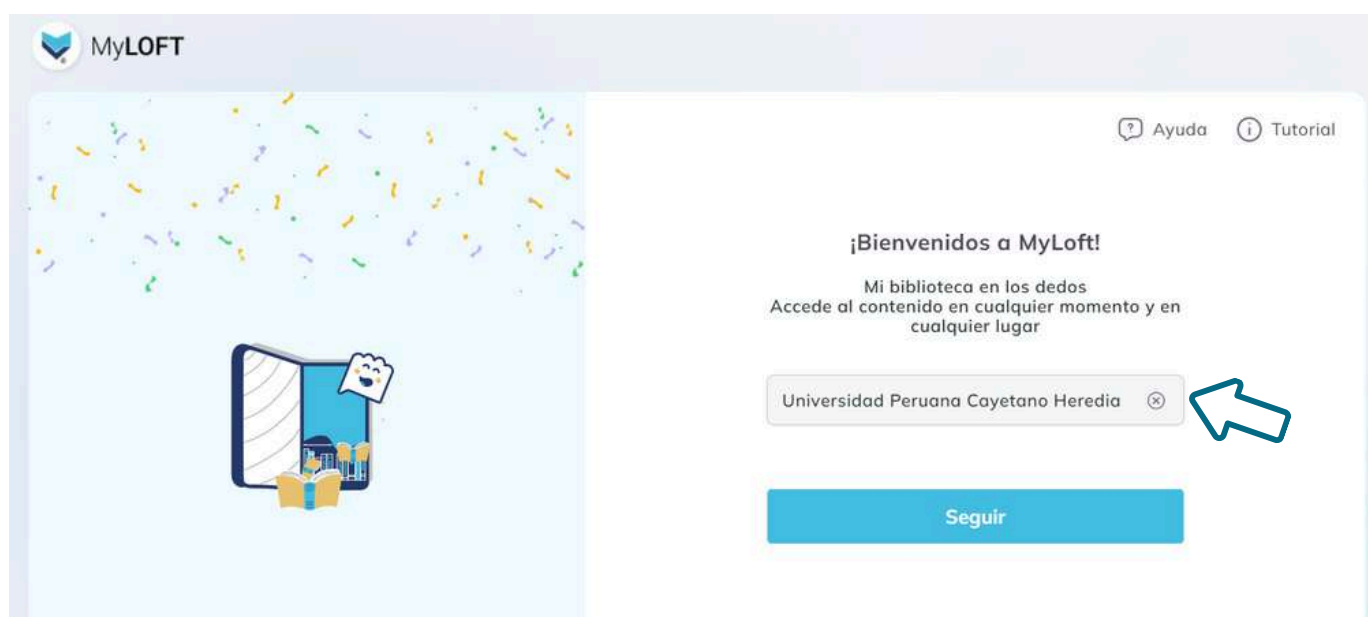 MyLOFT
Ayuda
Tutorial
¡Bienvenidos a MyLoft!
Mi biblioteca en los dedos
Accede al contenido en cualquier momento y en
cualquier lugar
Universidad Peruana Cayetano Heredia
Seguir